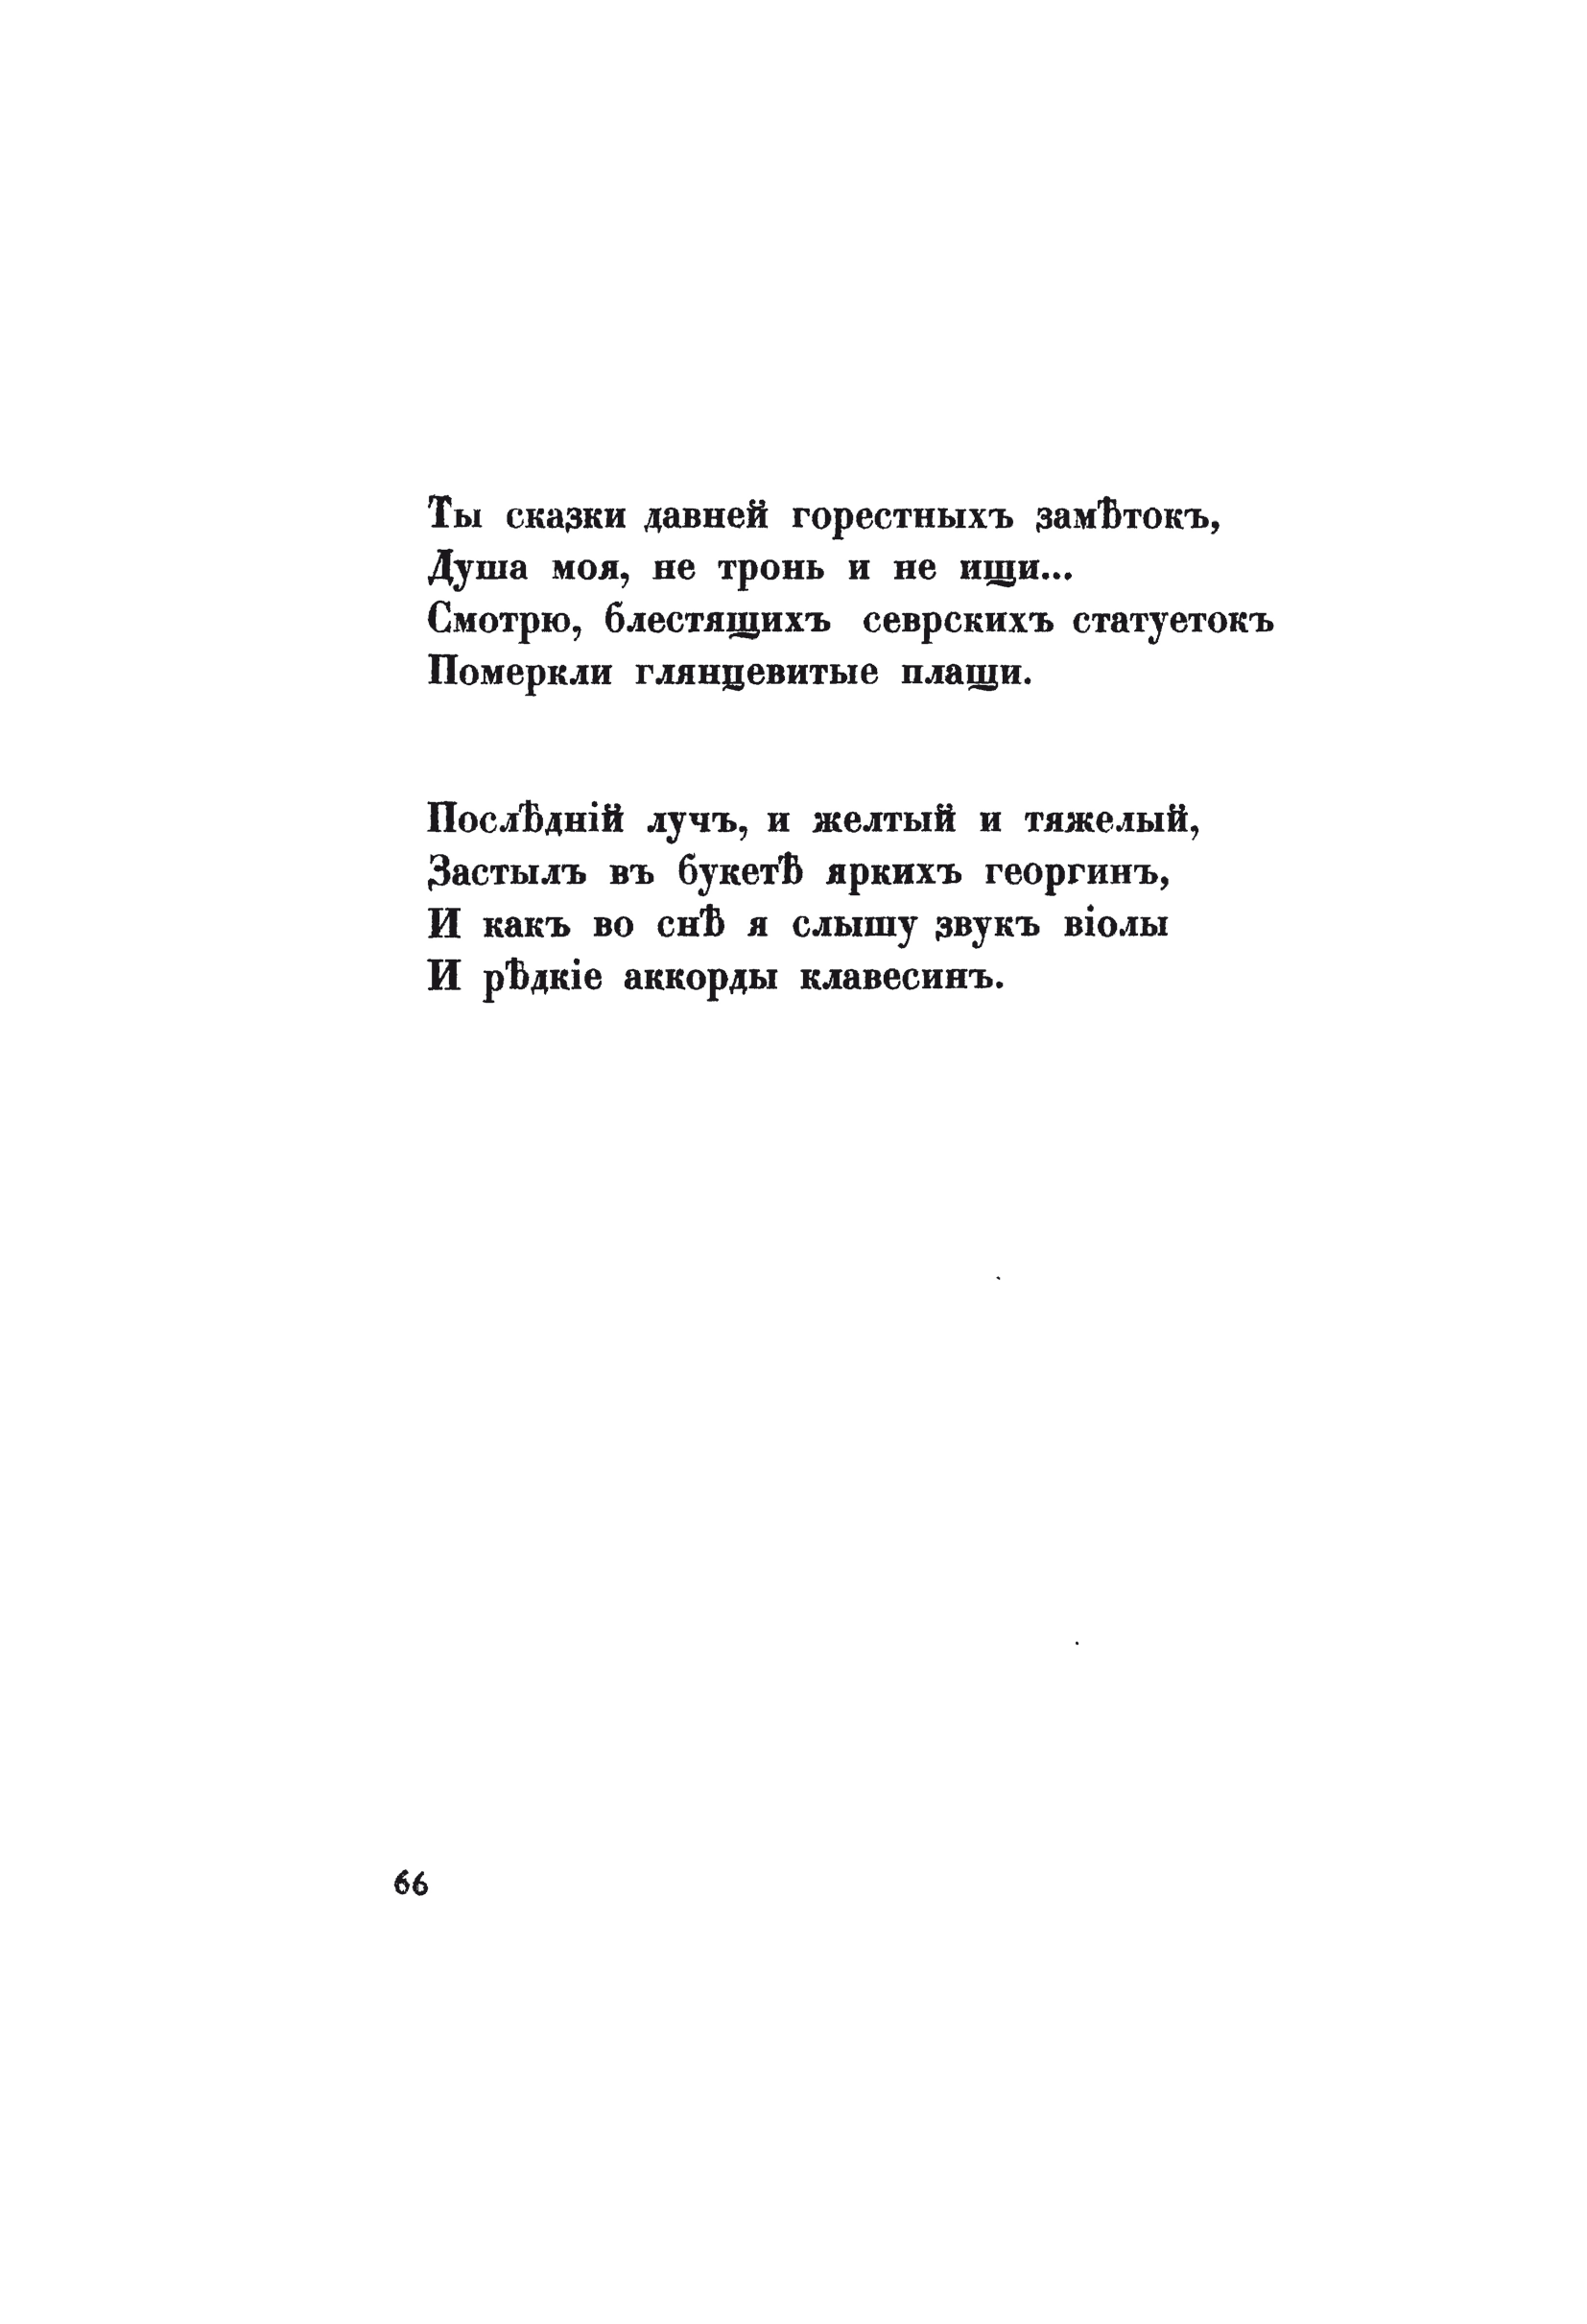 Ты сказки давней горестныхъ замѣтокъ,
Душа моя, не тронь и не ищи...
Смотрю, блестящихъ севрскихъ статуетокъ
Померкли глянцевитые плащи.
Послѣдній лучъ, и желтый и тяжелый,
Застылъ въ букетѣ яркихъ георгинъ,
И какъ во снѣ я слышу звукъ віолы
И рѣдкіе аккорды клавесинъ.
66